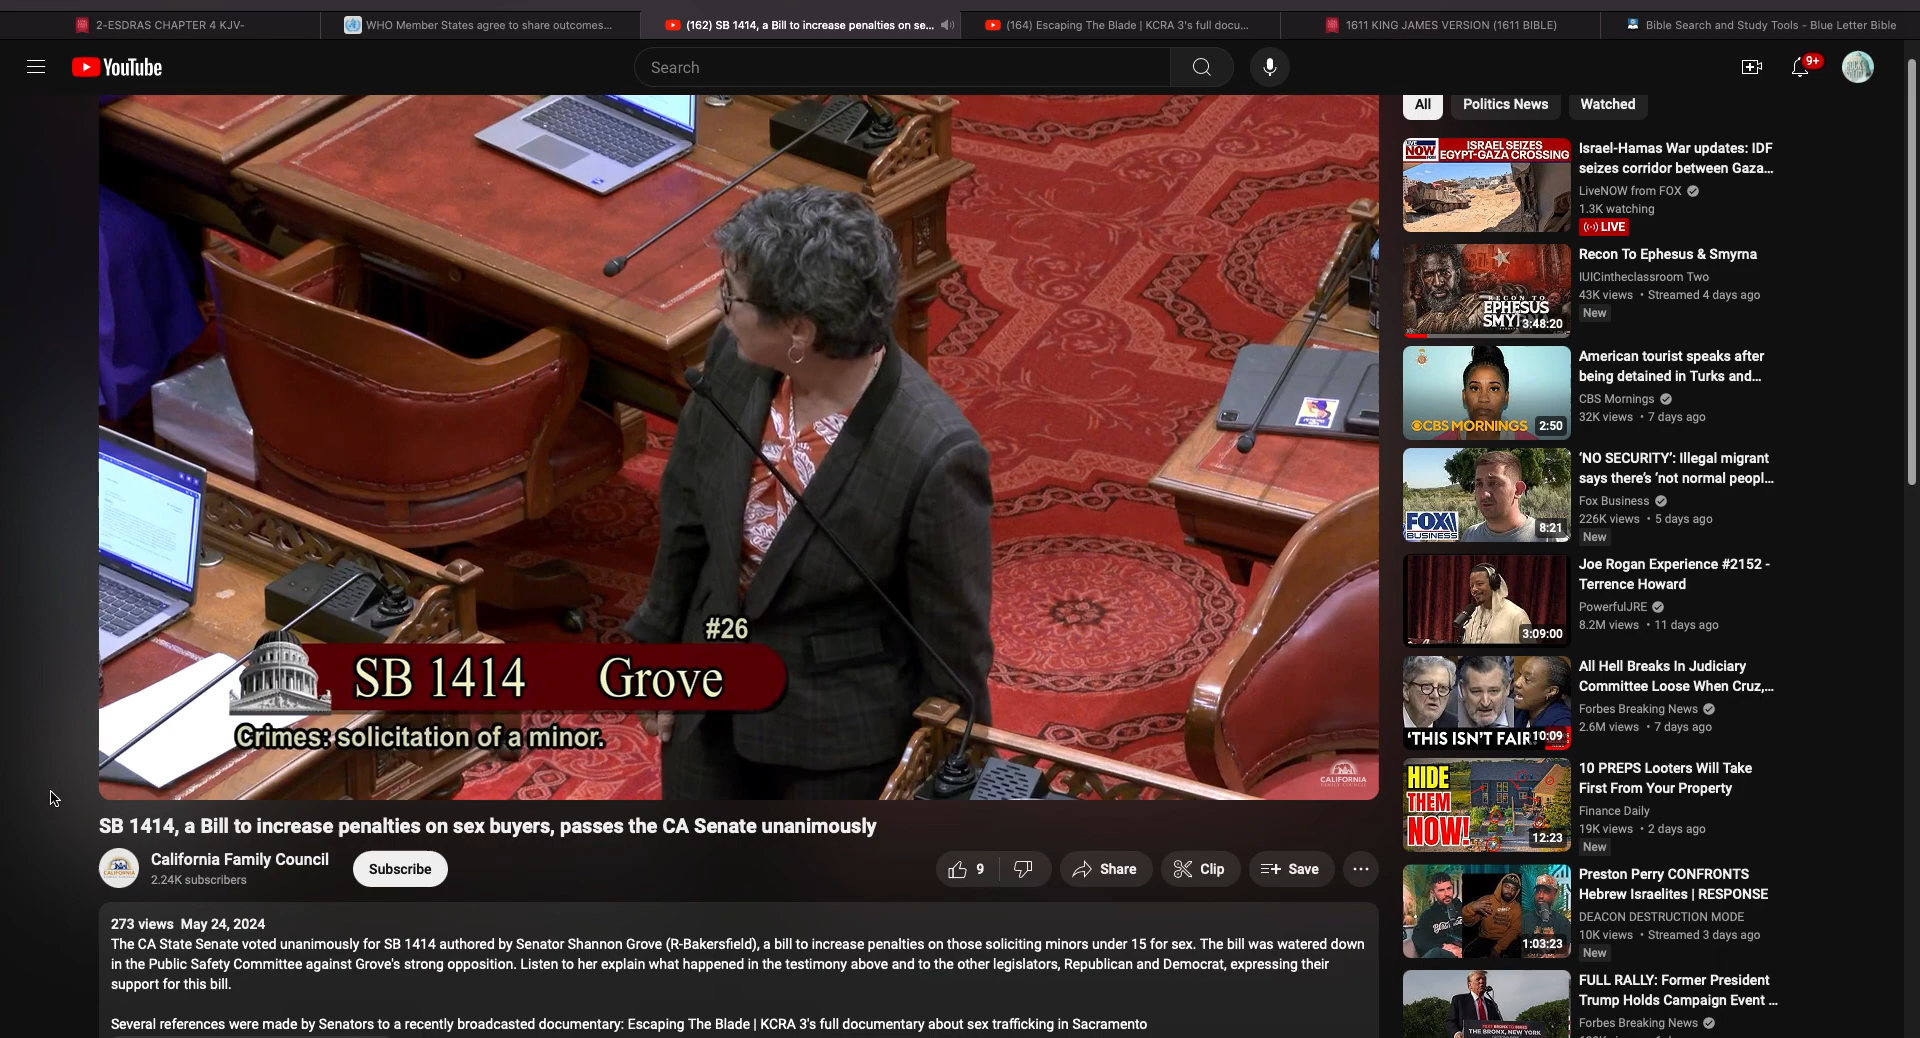 2-ESDRAS CHAPTER 4 KJV-
WHO Member States agree to share outcomes...
(162) SB 1414, a Bill to increase penalties on se...
(164) Escaping The Blade | KCRA 3's full docu...
1611 KING JAMES VERSION (1611 BIBLE)
Bible Search and Study Tools - Blue Letter Bible
YouTube
Search
9+
#26
SB 1414 Grove
Crimes: solicitation of a minor.
CALIFORNIA
FAMILY COUNCIL
SB 1414, a Bill to increase penalties on sex buyers, passes the CA Senate unanimously
California Family Council
2.24K subscribers
Subscribe
9
Share
Clip
Save
273 views May 24, 2024
The CA State Senate voted unanimously for SB 1414 authored by Senator Shannon Grove (R-Bakersfield), a bill to increase penalties on those soliciting minors under 15 for sex. The bill was watered down
in the Public Safety Committee against Grove's strong opposition. Listen to her explain what happened in the testimony above and to the other legislators, Republican and Democrat, expressing their
support for this bill.
Several references were made by Senators to a recently broadcasted documentary: Escaping The Blade | KCRA 3's full documentary about sex trafficking in Sacramento
All
Politics News
Watched
NOW
ISRAEL SEIZES
EGYPT-GAZA CROSSING
Israel-Hamas War updates: IDF
seizes corridor between Gaza...
LiveNOW from FOX
1.3K watching
LIVE
RECON TO
EPHESUS
SMY
3:48:20
Recon To Ephesus & Smyrna
IUICintheclassroom Two
43K views • Streamed 4 days ago
New
CBS MORNINGS
2:50
American tourist speaks after
being detained in Turks and...
CBS Mornings
32K views • 7 days ago
FOX
BUSINESS
8:21
'NO SECURITY': Illegal migrant
says there's 'not normal peopl...
Fox Business
226K views • 5 days ago
New
3:09:00
Joe Rogan Experience #2152 -
Terrence Howard
PowerfulJRE
8.2M views • 11 days ago
'THIS ISN'T FAIR!
10:09
All Hell Breaks In Judiciary
Committee Loose When Cruz,...
Forbes Breaking News
2.6M views • 7 days ago
HIDE
THEM
NOW!
12:23
10 PREPS Looters Will Take
First From Your Property
Finance Daily
19K views • 2 days ago
New
1:03:23
Preston Perry CONFRONTS
Hebrew Israelites | RESPONSE
DEACON DESTRUCTION MODE
10K views • Streamed 3 days ago
New
THE BRONX, NEW YORK
FULL RALLY: Former President
Trump Holds Campaign Event ...
Forbes Breaking News